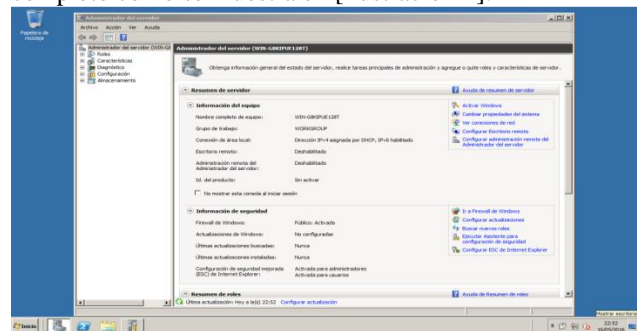 Papelera de
reciclaje
Administrador del servidor
Archivo Acción Ver Ayuda
Administrador del servidor (WIN-G8
Roles
Características
Diagnóstico
Configuración
Almacenamiento
Administrador del servidor
Obtenga información general del estado del servidor, realice tareas principales de administración y agregue o quite roles y características de servidor.
Resumen de servidor
Ayuda de resumen de servidor
Información del equipo
Nombre completo de equipo:
Grupo de trabajo: WORKGROUP
Conexión de área local: Dirección IPv4 asignada por DHCP, IPv6 habilitado
Escritorio remoto: Deshabilitado
Administración remota del
Administrador del servidor: Deshabilitado
Id. del producto: Sin activar
No mostrar esta consola al iniciar sesión
Activar Windows
Cambiar propiedades del sistema
Ver conexiones de red
Configurar Escritorio remoto
Configurar administración remota del
Administrador del servidor
Información de seguridad
Firewall de Windows: Público: Activado
Actualizaciones de Windows: No configuradas
Últimas actualizaciones buscadas: Nunca
Últimas actualizaciones instaladas: Nunca
Configuración de seguridad mejorada
(ESC) de Internet Explorer: Activada para administradores
Activada para usuarios
Ir a Firewall de Windows
Configurar actualizaciones
Buscar nuevos roles
Ejecutar Asistente para
configuración de seguridad
Configurar ESC de Internet Explorer
Resumen de roles
Ayuda de Resumen de roles
Última actualización: Hoy a la(s) 22:52 Configurar actualización
Mostrar escritorio
Inicio
22:52